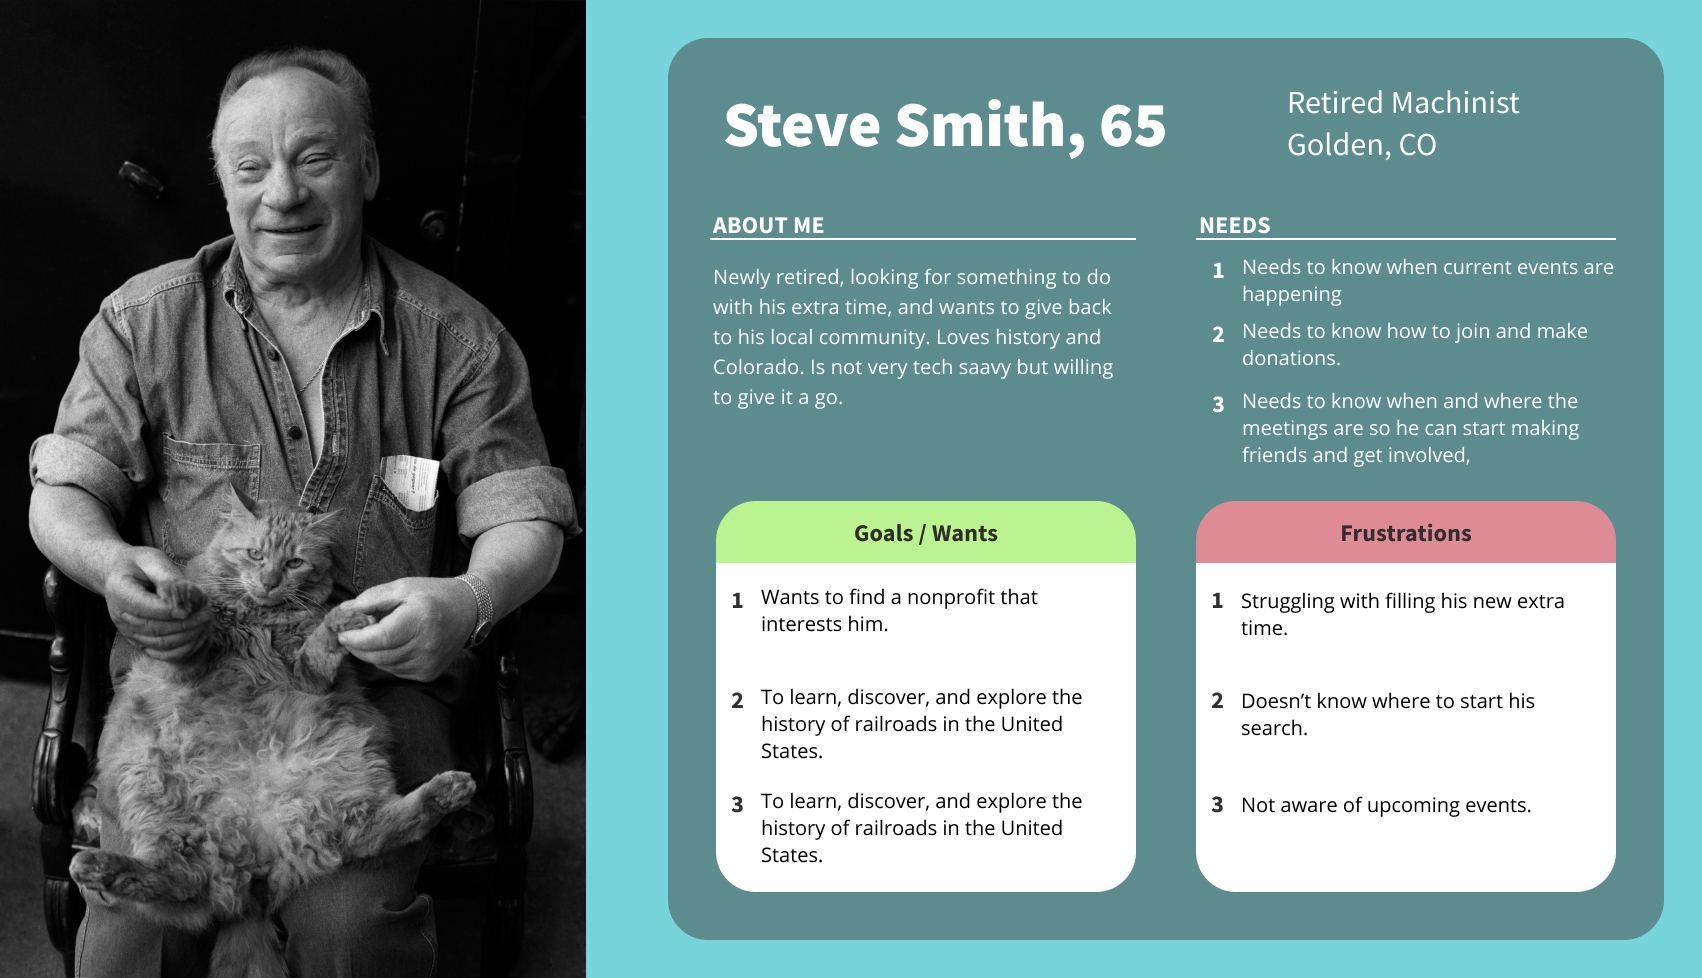 Steve Smith, 65
Retired Machinist
Golden, CO
ABOUT ME
Newly retired, looking for something to do
with his extra time, and wants to give back
to his local community. Loves history and
Colorado. Is not very tech saavy but willing
to give it a go.
NEEDS
1 Needs to know when current events are
happening
2 Needs to know how to join and make
donations.
3 Needs to know when and where the
meetings are so he can start making
friends and get involved,
Goals / Wants
1 Wants to find a nonprofit that
interests him.
2 To learn, discover, and explore the
history of railroads in the United
States.
3 To learn, discover, and explore the
history of railroads in the United
States.
Frustrations
1 Struggling with filling his new extra
time.
2 Doesn’t know where to start his
search.
3 Not aware of upcoming events.